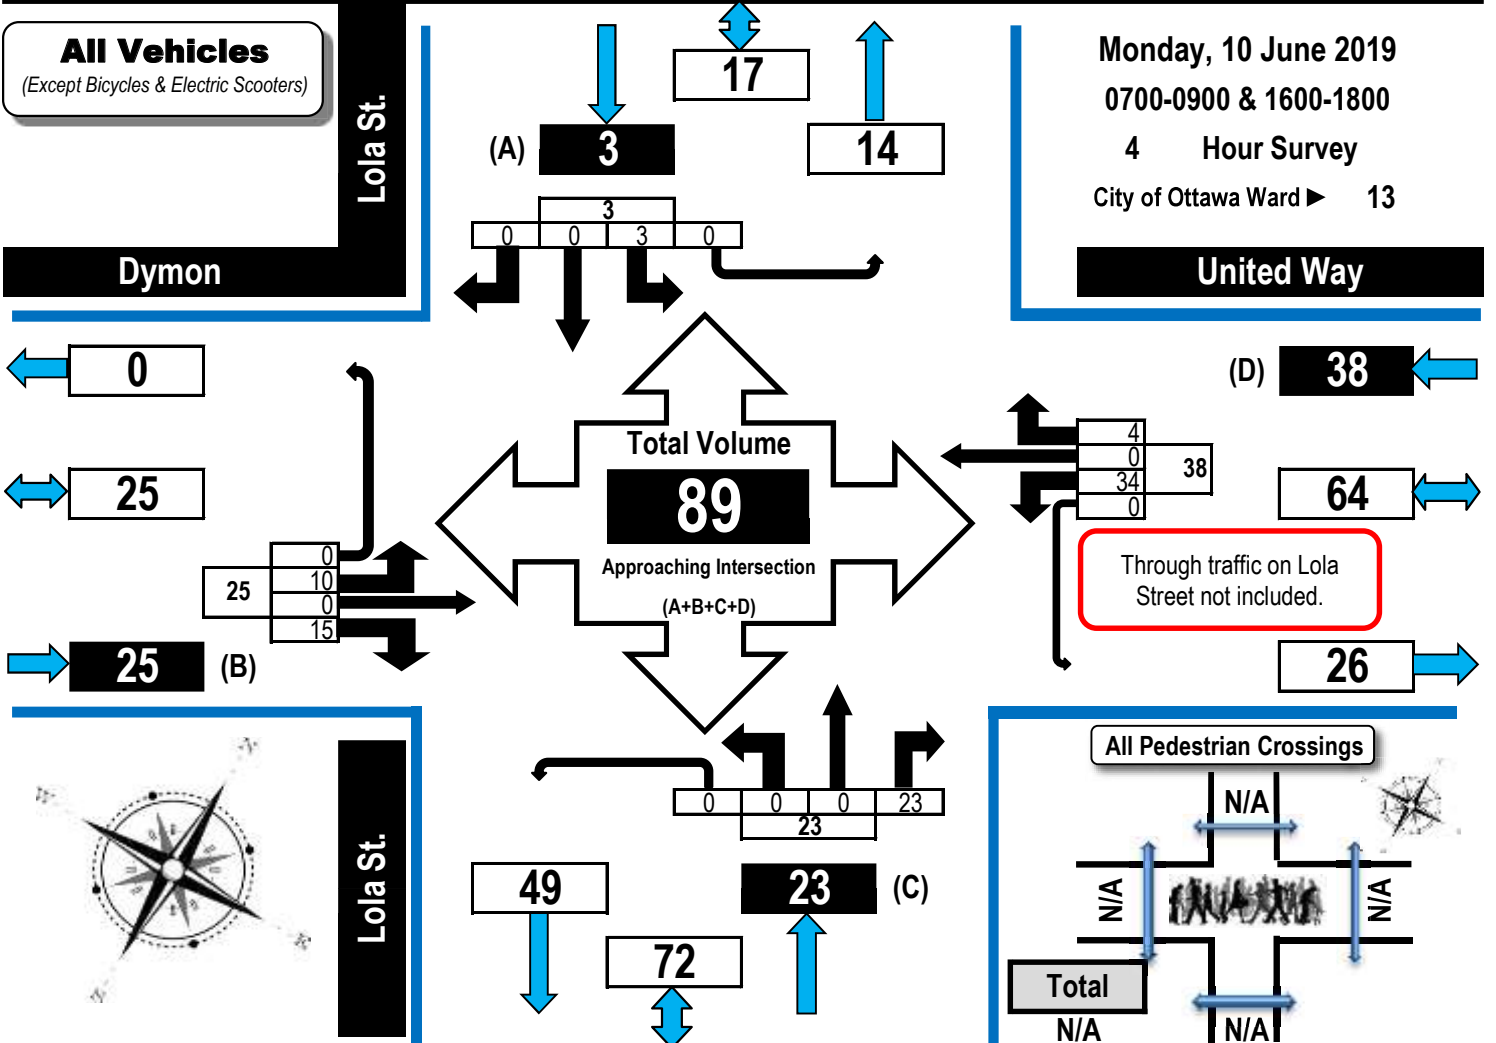 All Vehicles
(Except Bicycles & Electric Scooters)
Lola St.
Dymon
(A)
3
17
14
3
0 0 3 0
Monday, 10 June 2019
0700-0900 & 1600-1800
4 Hour Survey
City of Ottawa Ward ► 13
United Way
0
25
0
10
0
15
25
25
(B)
Total Volume
89
Approaching Intersection
(A+B+C+D)
(D)
38
4
0
34
0
38
64
Through traffic on Lola
Street not included.
26
Lola St.
0 0 0 23
23
49
23
(C)
72
All Pedestrian Crossings
N/A
N/A
N/A
Total
N/A
N/A